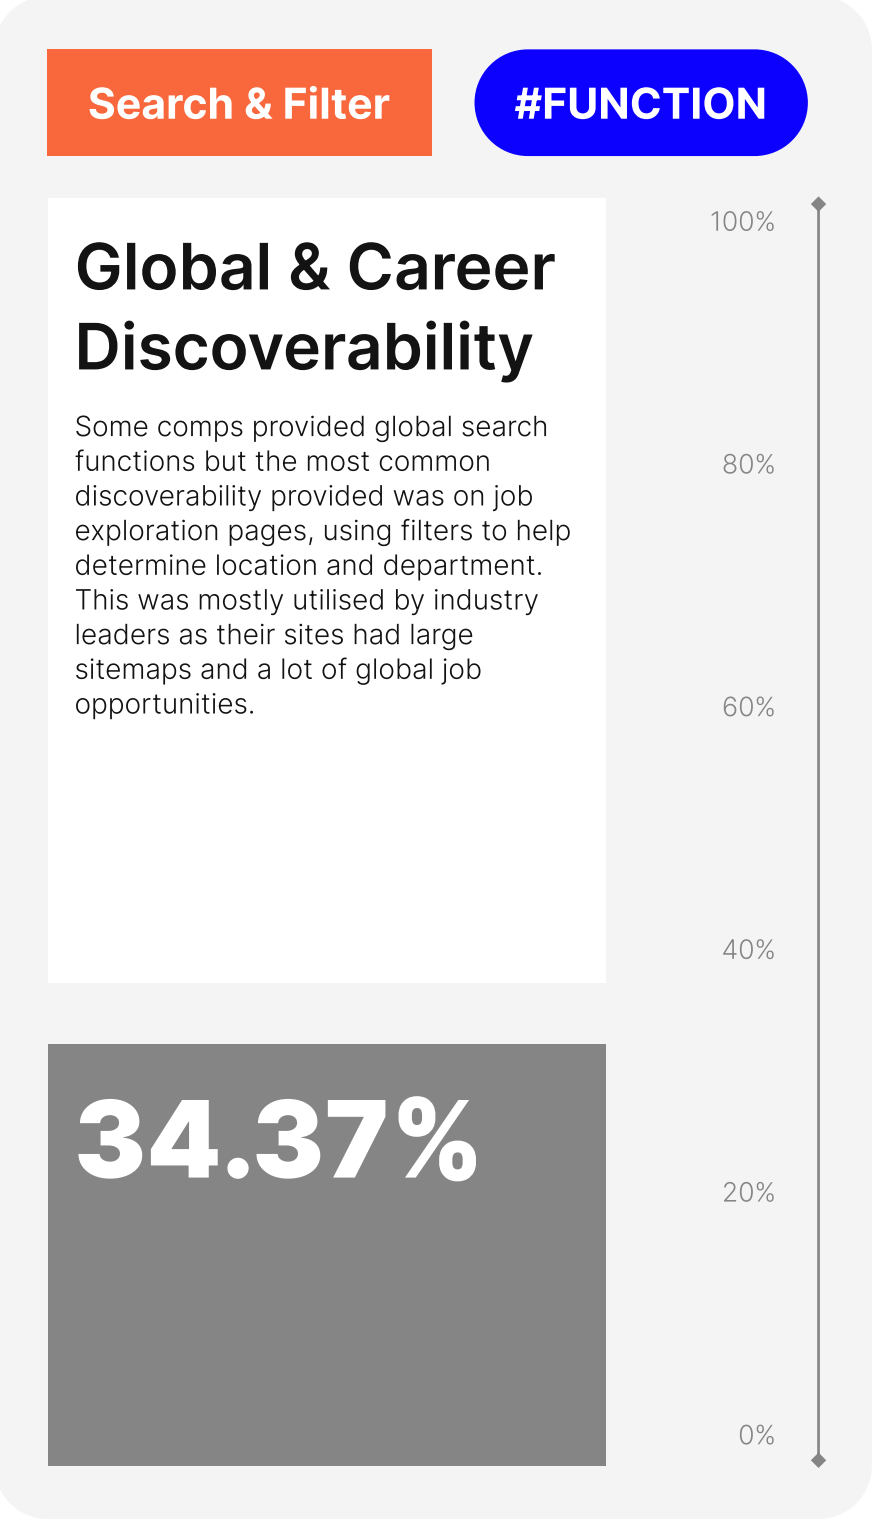 Search & Filter
#FUNCTION
Global & Career
Discoverability
Some comps provided global search
functions but the most common
discoverability provided was on job
exploration pages, using filters to help
determine location and department.
This was mostly utilised by industry
leaders as their sites had large
sitemaps and a lot of global job
opportunities.
34.37%
100%
80%
60%
40%
20%
0%